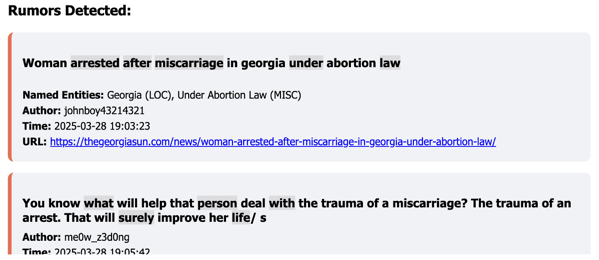 Rumors Detected:
Woman arrested after miscarriage in georgia under abortion law
Named Entities: Georgia (LOC), Under Abortion Law (MISC)
Author: johnboy43214321
Time: 2025-03-28 19:03:23
URL: https://thegeorgiasun.com/news/woman-arrested-after-miscarriage-in-georgia-under-abortion-law/
You know what will help that person deal with the trauma of a miscarriage? The trauma of an
arrest. That will surely improve her life/ s
Author: me0w_z3d0ng
Time: 2025-03-28 19:05:42